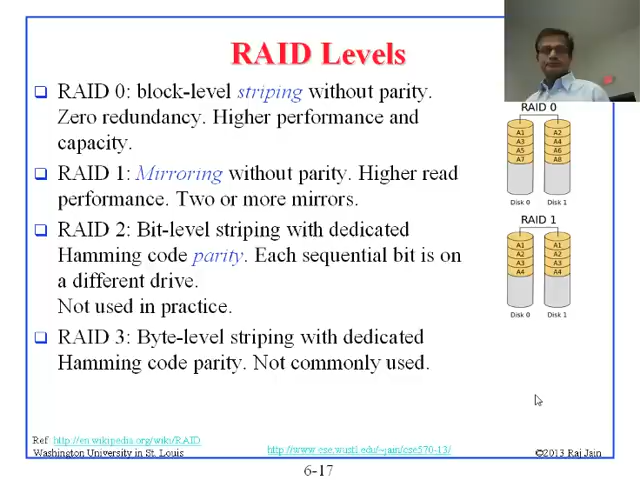 RAID Levels
RAID 0: block-level striping without parity.
Zero redundancy. Higher performance and
capacity.
RAID 1: Mirroring without parity. Higher read
performance. Two or more mirrors.
RAID 2: Bit-level striping with dedicated
Hamming code parity. Each sequential bit is on
a different drive.
Not used in practice.
RAID 3: Byte-level striping with dedicated
Hamming code parity. Not commonly used.
RAID 0
A1 A2
A3 A4
A5 A6
A7 A8
Disk 0 Disk 1
RAID 1
A1 A1
A2 A2
A3 A3
A4 A4
Disk 0 Disk 1
Ref: http://en.wikipedia.org/wiki/RAID
Washington University in St. Louis
http://www.cse.wustl.edu/~jain/cse570-13/
©2013 Raj Jain
6-17